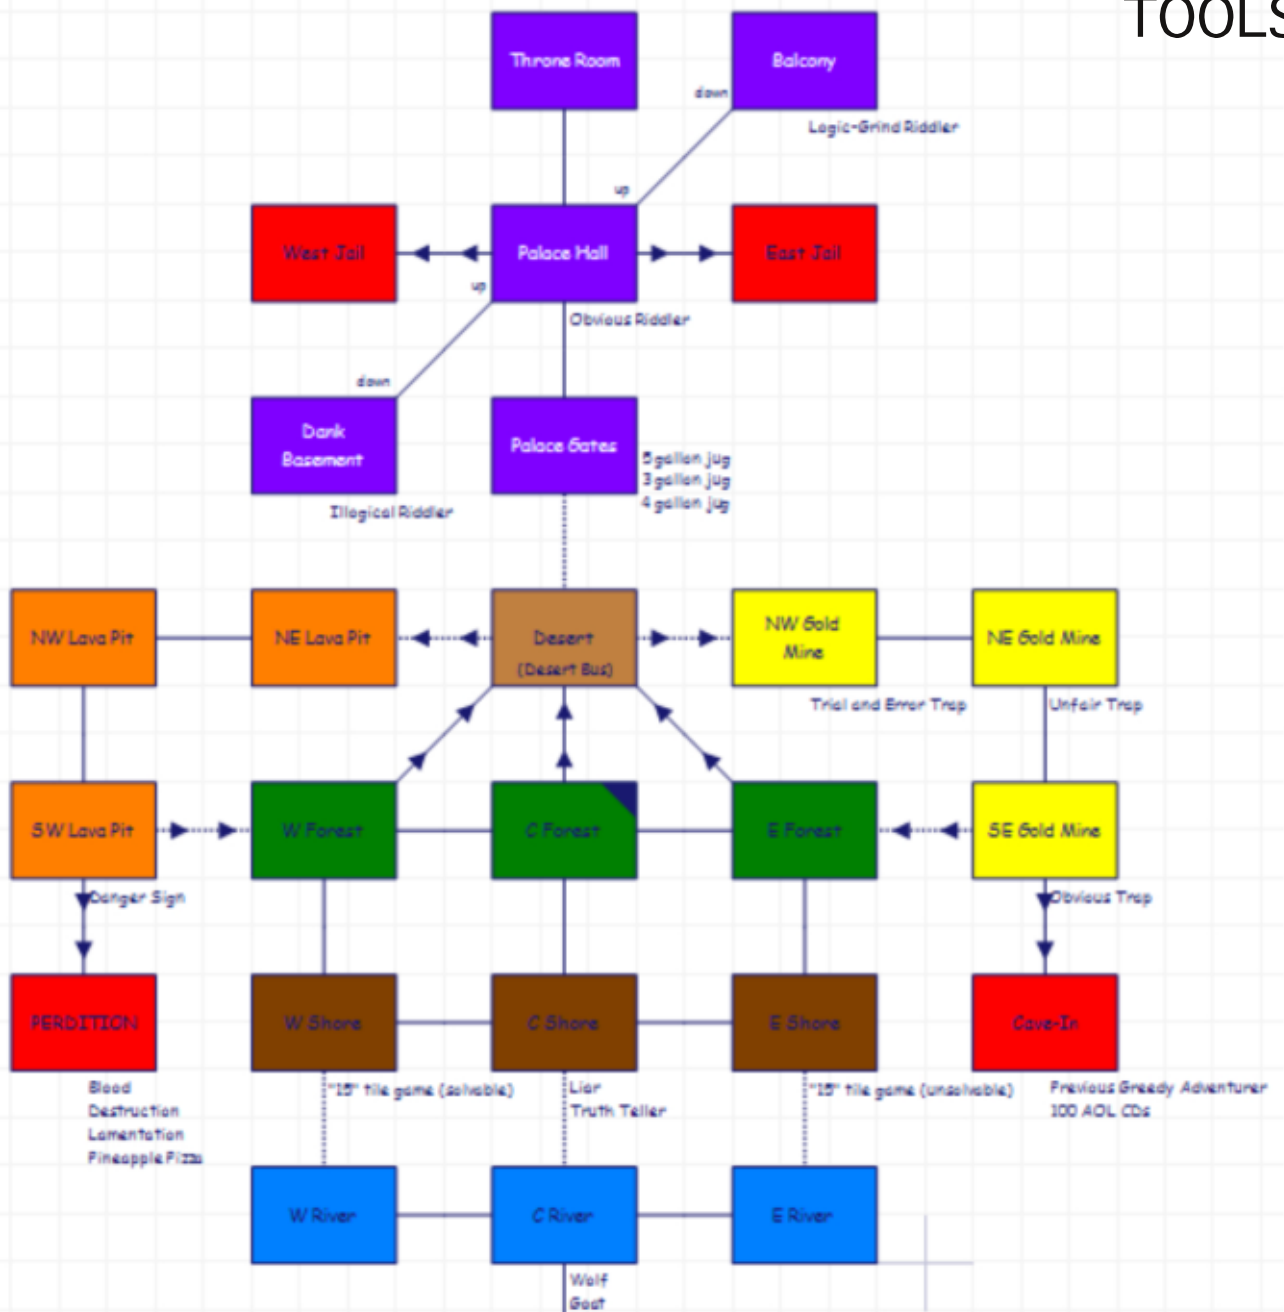 TOOLS
Throne Room
Balcony
down
Logic-Grind Riddler
up
West Jail
Palace Hall
East Jail
up
Obvious Riddler
down
Dank
Basement
Palace Gates
5 gallon jug
3 gallon jug
4 gallon jug
Illogical Riddler
NW Lava Pit
NE Lava Pit
Desert
(Desert Bus)
NW Gold
Mine
NE Gold Mine
Trial and Error Trap
Unfair Trap
SW Lava Pit
W Forest
C Forest
E Forest
SE Gold Mine
Danger Sign
Obvious Trap
PERDITION
W Shore
C Shore
E Shore
Cave-In
Blood
Destruction
Lamentation
Pineapple Pizza
"15" tile game (solvable)
Liar
Truth Teller
"15" tile game (unsolvable)
Previous Greedy Adventurer
100 AOL CDs
W River
C River
E River
Wolf
Goat